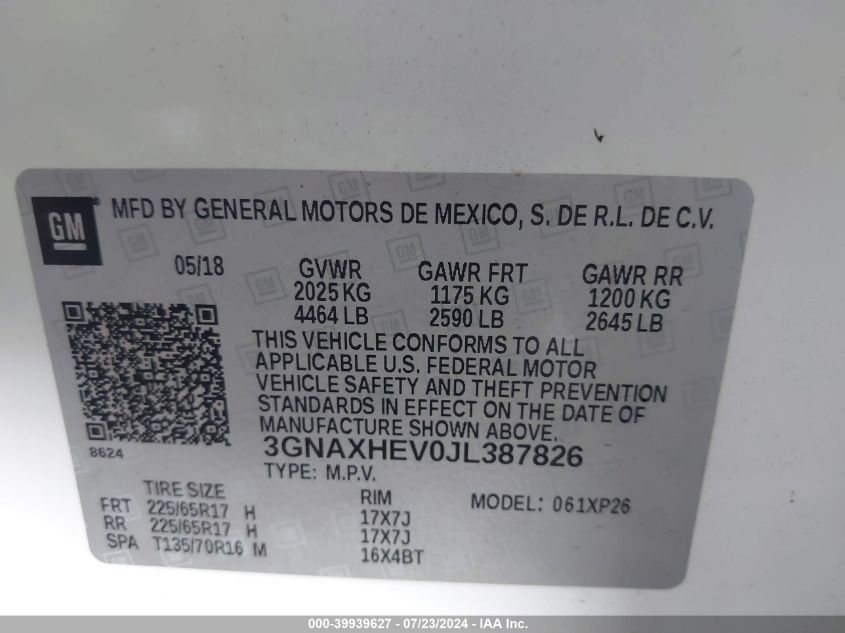 GM MFD BY GENERAL MOTORS DE MEXICO, S. DE R.L. DE C.V.
05/18 GVWR GAWR FRT GAWR RR
2025 KG 1175 KG 1200 KG
4464 LB 2590 LB 2645 LB
THIS VEHICLE CONFORMS TO ALL
APPLICABLE U.S. FEDERAL MOTOR
VEHICLE SAFETY AND THEFT PREVENTION
STANDARDS IN EFFECT ON THE DATE OF
MANUFACTURE SHOWN ABOVE.
8624 3GNAXHEV0JL387826
TYPE: M.P.V.
TIRE SIZE RIM MODEL: 061XP26
FRT 225/65R17 H 17X7J
RR 225/65R17 H 17X7J
SPA T135/70R16 M 16X4BT
000-39939627 - 07/23/2024 - IAA Inc.